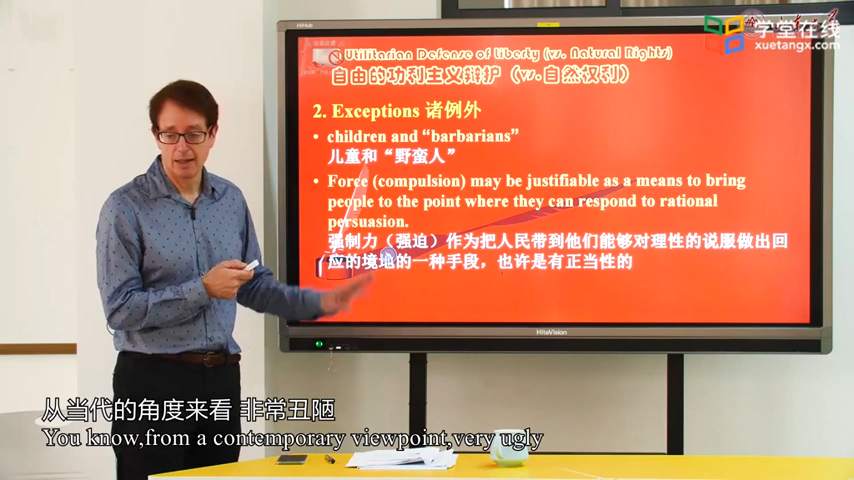 HiteVision
学堂在线
xuetangx.com
Utilitarian Defense of Liberty (vs. Natural Rights)
自由的功利主义辩护（vs.自然权利）
2. Exceptions 诸例外
• children and “barbarians”
儿童和“野蛮人”
• Force (compulsion) may be justifiable as a means to bring
people to the point where they can respond to rational
persuasion.
强制力（强迫）作为把人民带到他们能够对理性的说服做出回
应的境地的一种手段，也许是有正当性的
从当代的角度来看 非常丑陋
You know,from a contemporary viewpoint,very ugly